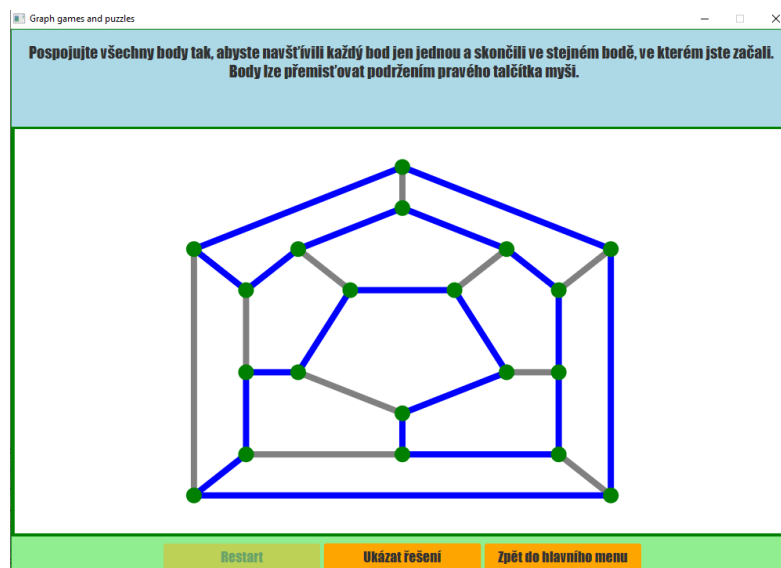 Graph games and puzzles
Pospojujte všechny body tak, abyste navštívili každý bod jen jednou a skončili ve stejném bodě, ve kterém jste začali.
Body lze přemisťovat podržením pravého talčítka myši.
Restart
Ukázat řešení
Zpět do hlavního menu